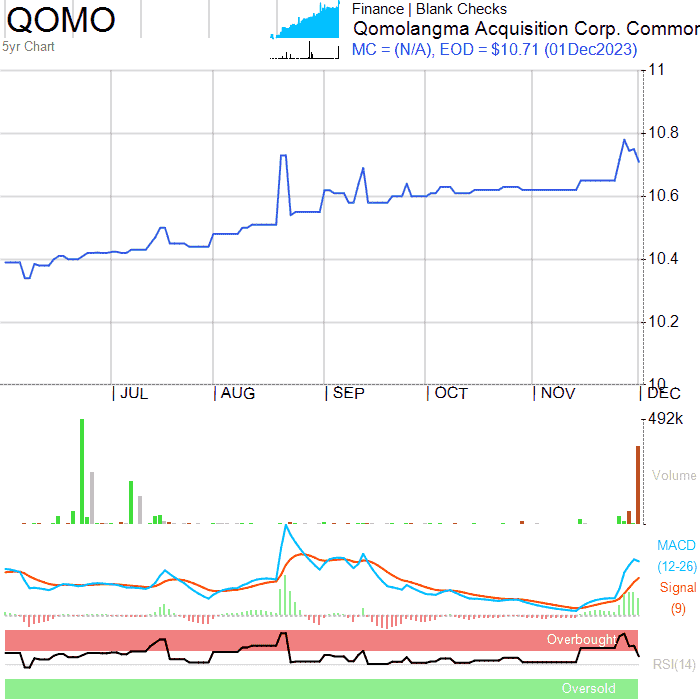 QOMO
Finance | Blank Checks
Qomolangma Acquisition Corp. Common
5yr Chart
MC = (N/A), EOD = $10.71 (01Dec2023)
11
10.8
10.6
10.4
10.2
10
| JUL | AUG | SEP | OCT | NOV | DEC
492k
Volume
MACD
(12-26)
Signal
(9)
Overbought
RSI(14)
Oversold